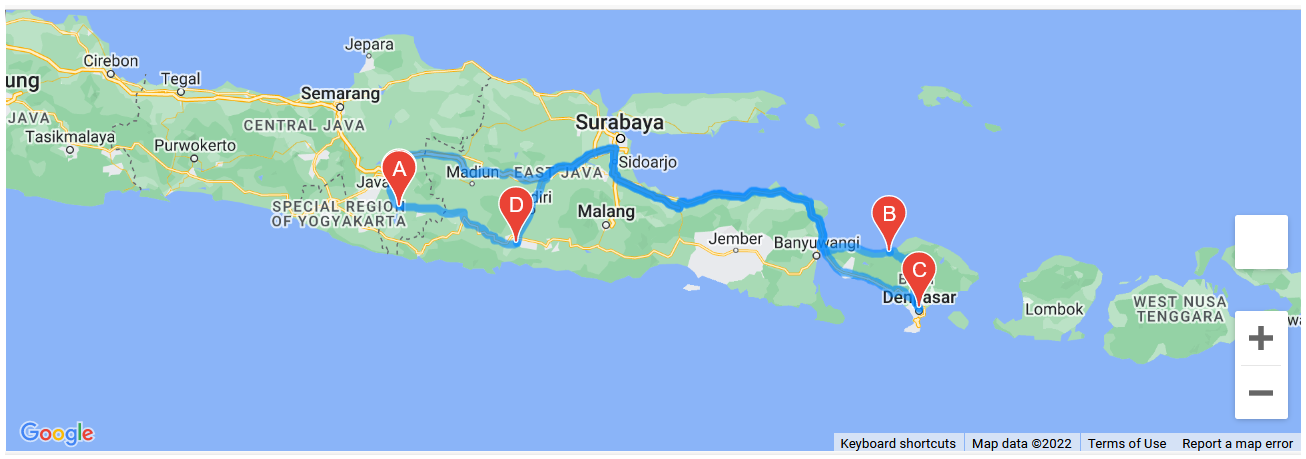 Jepara
Cirebon
ung
Tegal
Semarang
JAVA
CENTRAL JAVA
Surabaya
Tasikmalaya
Purwokerto
Sidoarjo
A
Madiun
EAST JAVA
Java
D
diri
SPECIAL REGION
OF YOGYAKARTA
Malang
B
Jember
Banyuwangi
C
B
Denpasar
Lombok
WEST NUSA
TENGGARA
Google
Keyboard shortcuts
Map data ©2022
Terms of Use
Report a map error